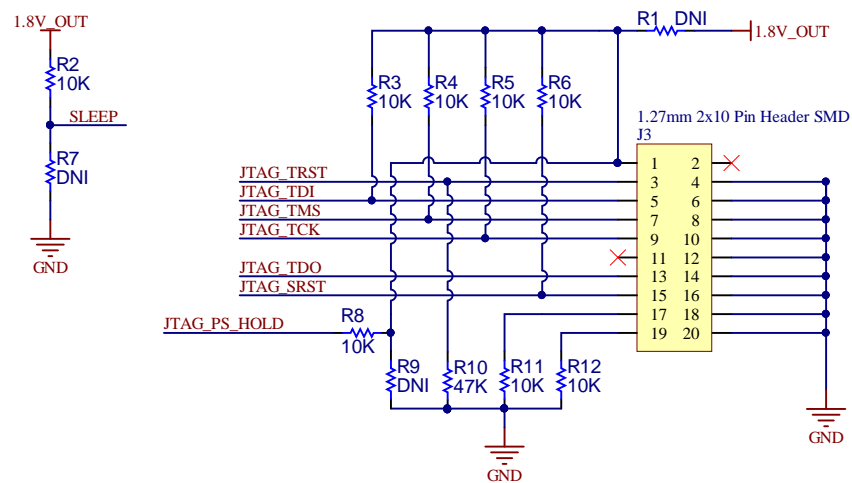 1.8V_OUT
R2
10K
SLEEP
R7
DNI
GND
R1 DNI
1.8V_OUT
R3
10K
R4
10K
R5
10K
R6
10K
1.27mm 2x10 Pin Header SMD
J3
1 2
3 4
5 6
7 8
9 10
11 12
13 14
15 16
17 18
19 20
JTAG_TRST
JTAG_TDI
JTAG_TMS
JTAG_TCK
JTAG_TDO
JTAG_SRST
JTAG_PS_HOLD
R8
10K
R9
DNI
R10
47K
R11
10K
R12
10K
GND
GND